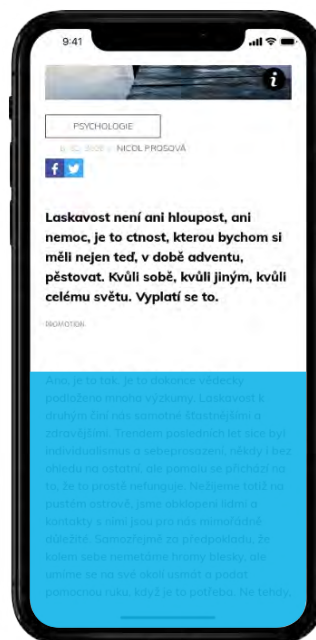 9:41
i
PSYCHOLOGIE
NICOL PROSOVÁ
f
Laskavost není ani hloupost, ani
nemoc, je to ctnost, kterou bychom si
měli nejen teď, v době adventu,
pěstovat. Kvůli sobě, kvůli jiným, kvůli
celému světu. Vyplatí se to.
PROMOTION
Ano, je to tak. Je to dokonce vědecky
podloženo mnoha výzkumy. Laskavost k
druhým činí nás samotné šťastnějšími a
zdravějšími. Trendem posledních let sice byl
individualismus a sebeprosazení, někdy i bez
ohledu na ostatní, ale pomalu se přichází na
to, že to prostě nefunguje. Nežijeme totiž na
pustém ostrově, jsme obklopeni lidmi a
kontakty s nimi jsou pro nás mimořádně
důležité. Samozřejmě za předpokladu, že
kolem sebe nemetáme hromy blesky, ale
umíme se na své okolí usmát a podat
pomocnou ruku, když je to potřeba. Ne tehdy,